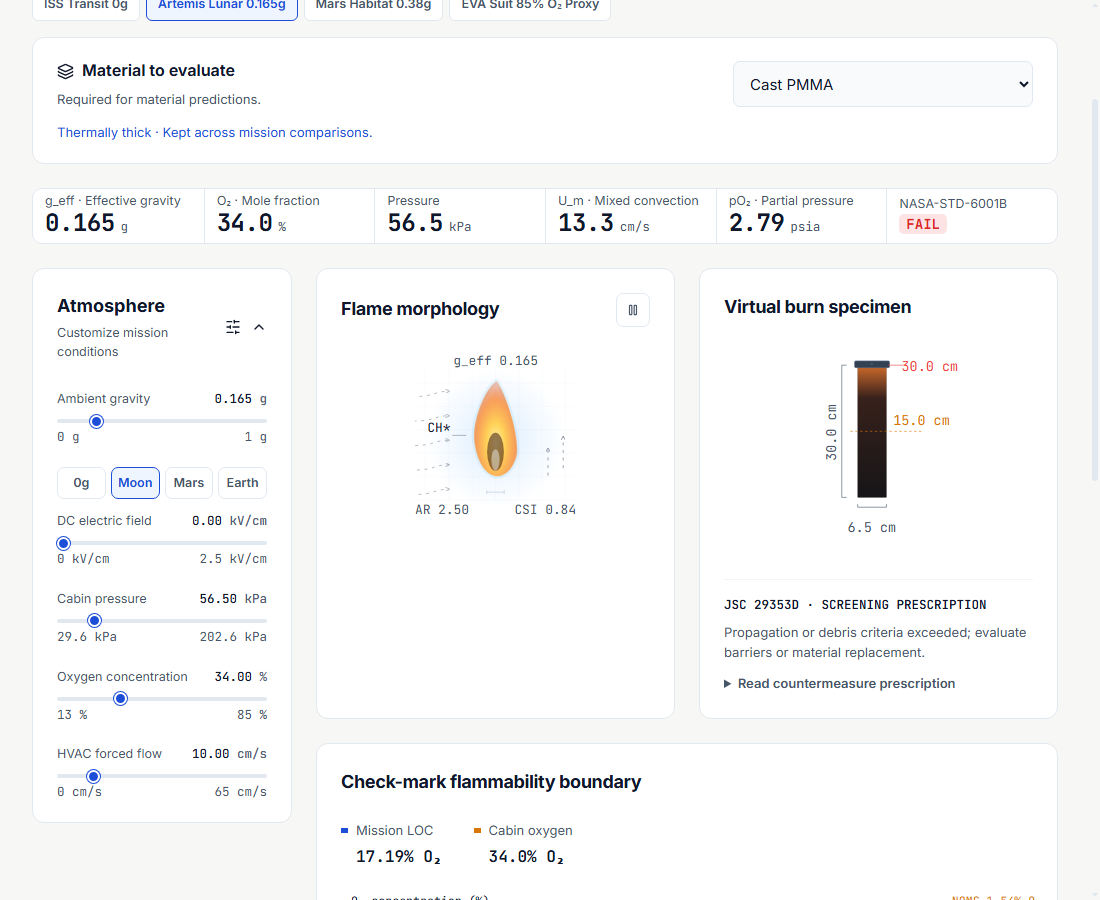 ISS Transit 0g
Artemis Lunar 0.165g
Mars Habitat 0.38g
EVA Suit 85% O₂ Proxy
Material to evaluate
Required for material predictions.
Thermally thick · Kept across mission comparisons.
Cast PMMA
g_eff · Effective gravity
0.165 g
O₂ · Mole fraction
34.0 %
Pressure
56.5 kPa
U_m · Mixed convection
13.3 cm/s
pO₂ · Partial pressure
2.79 psia
NASA-STD-6001B
FAIL
Atmosphere
Customize mission
conditions
Ambient gravity 0.165 g
0 g 1 g
0g Moon Mars Earth
DC electric field 0.00 kV/cm
0 kV/cm 2.5 kV/cm
Cabin pressure 56.50 kPa
29.6 kPa 202.6 kPa
Oxygen concentration 34.00 %
13 % 85 %
HVAC forced flow 10.00 cm/s
0 cm/s 65 cm/s
Flame morphology
g_eff 0.165
CH*
AR 2.50 CSI 0.84
Virtual burn specimen
30.0 cm
15.0 cm
30.0 cm
6.5 cm
JSC 29353D · SCREENING PRESCRIPTION
Propagation or debris criteria exceeded; evaluate
barriers or material replacement.
Read countermeasure prescription
Check-mark flammability boundary
Mission LOC
17.19% O₂
Cabin oxygen
34.0% O₂